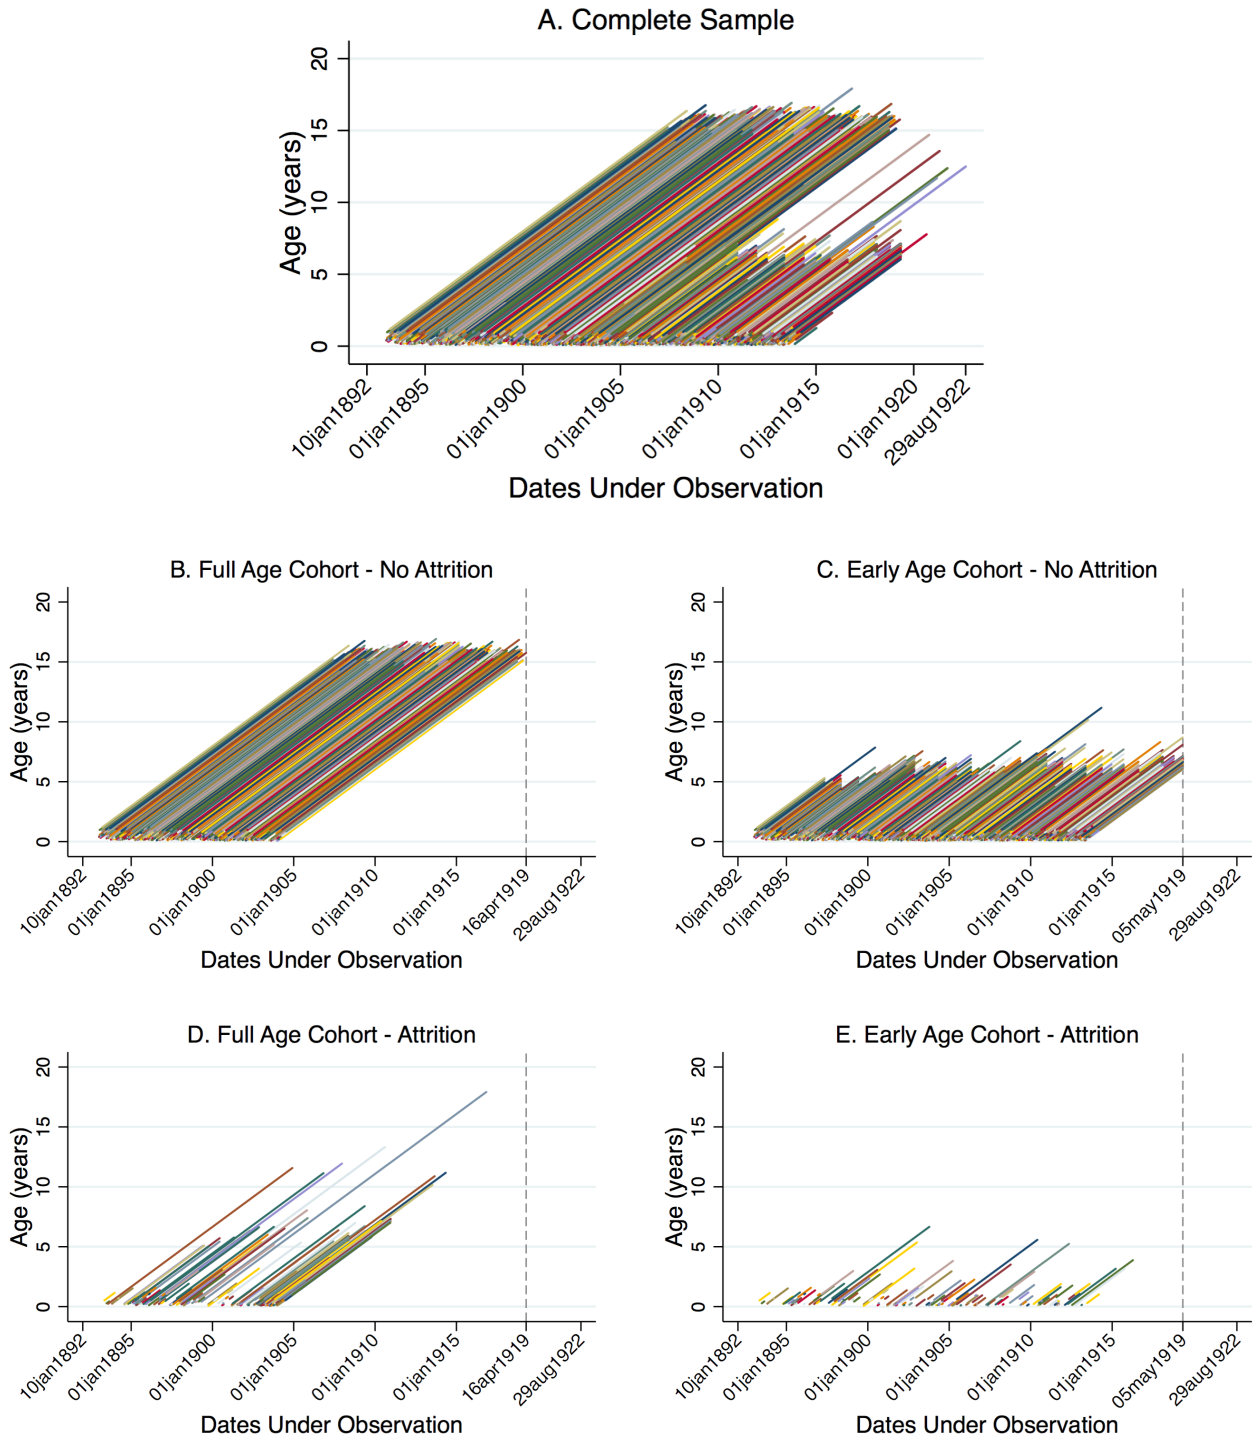 A. Complete Sample
Age (years)
20
15
10
5
0
10jan1892
01jan1895
01jan1900
01jan1905
01jan1910
01jan1915
01jan1920
29aug1922
Dates Under Observation
B. Full Age Cohort - No Attrition
Age (years)
20
15
10
5
0
10jan1892
01jan1895
01jan1900
01jan1905
01jan1910
01jan1915
16apr1919
29aug1922
Dates Under Observation
C. Early Age Cohort - No Attrition
Age (years)
20
15
10
5
0
10jan1892
01jan1895
01jan1900
01jan1905
01jan1910
01jan1915
05may1919
29aug1922
Dates Under Observation
D. Full Age Cohort - Attrition
Age (years)
20
15
10
5
0
10jan1892
01jan1895
01jan1900
01jan1905
01jan1910
01jan1915
16apr1919
29aug1922
Dates Under Observation
E. Early Age Cohort - Attrition
Age (years)
20
15
10
5
0
10jan1892
01jan1895
01jan1900
01jan1905
01jan1910
01jan1915
05may1919
29aug1922
Dates Under Observation